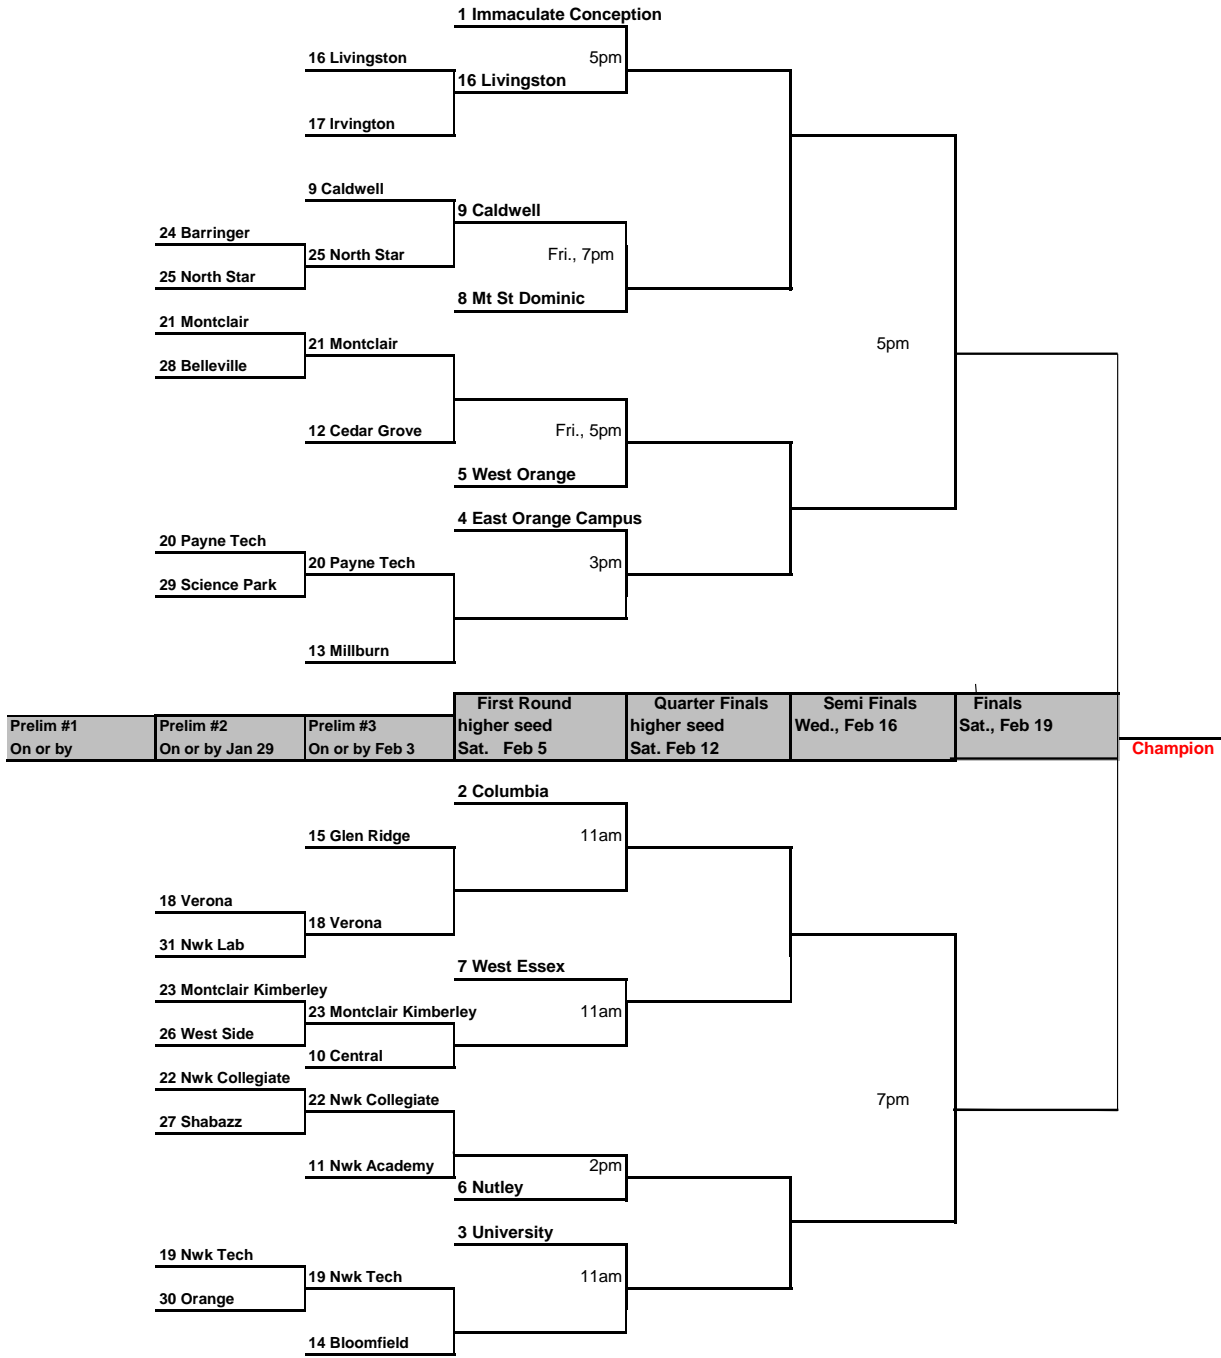 1 Immaculate Conception
16 Livingston
5pm
16 Livingston
17 Irvington
9 Caldwell
9 Caldwell
24 Barringer
25 North Star
Fri., 7pm
25 North Star
8 Mt St Dominic
21 Montclair
21 Montclair
5pm
28 Belleville
12 Cedar Grove
Fri., 5pm
5 West Orange
4 East Orange Campus
20 Payne Tech
20 Payne Tech
3pm
29 Science Park
13 Millburn
First Round
Quarter Finals
Semi Finals
Finals
Prelim #1
Prelim #2
Prelim #3
higher seed
higher seed
Wed., Feb 16
Sat., Feb 19
On or by
On or by Jan 29
On or by Feb 3
Sat. Feb 5
Sat. Feb 12
Champion
2 Columbia
15 Glen Ridge
11am
18 Verona
18 Verona
31 Nwk Lab
7 West Essex
23 Montclair Kimberley
23 Montclair Kimberley
11am
26 West Side
10 Central
22 Nwk Collegiate
22 Nwk Collegiate
7pm
27 Shabazz
11 Nwk Academy
2pm
6 Nutley
3 University
19 Nwk Tech
19 Nwk Tech
11am
30 Orange
14 Bloomfield